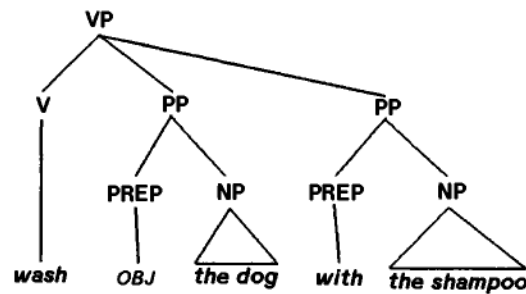 VP
V PP PP
PREP NP PREP NP
wash OBJ the dog with the shampoo